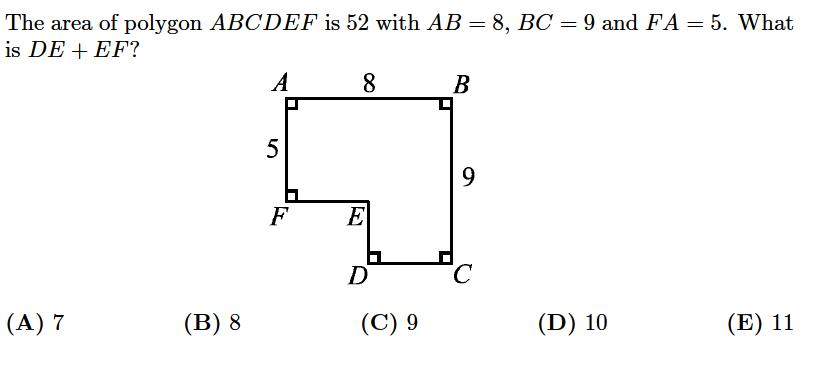 The area of polygon ABCDEF is 52 with AB = 8, BC = 9 and FA = 5. What
is DE + EF?
A 8 B
5
9
F E
D C
(A) 7 (B) 8 (C) 9 (D) 10 (E) 11